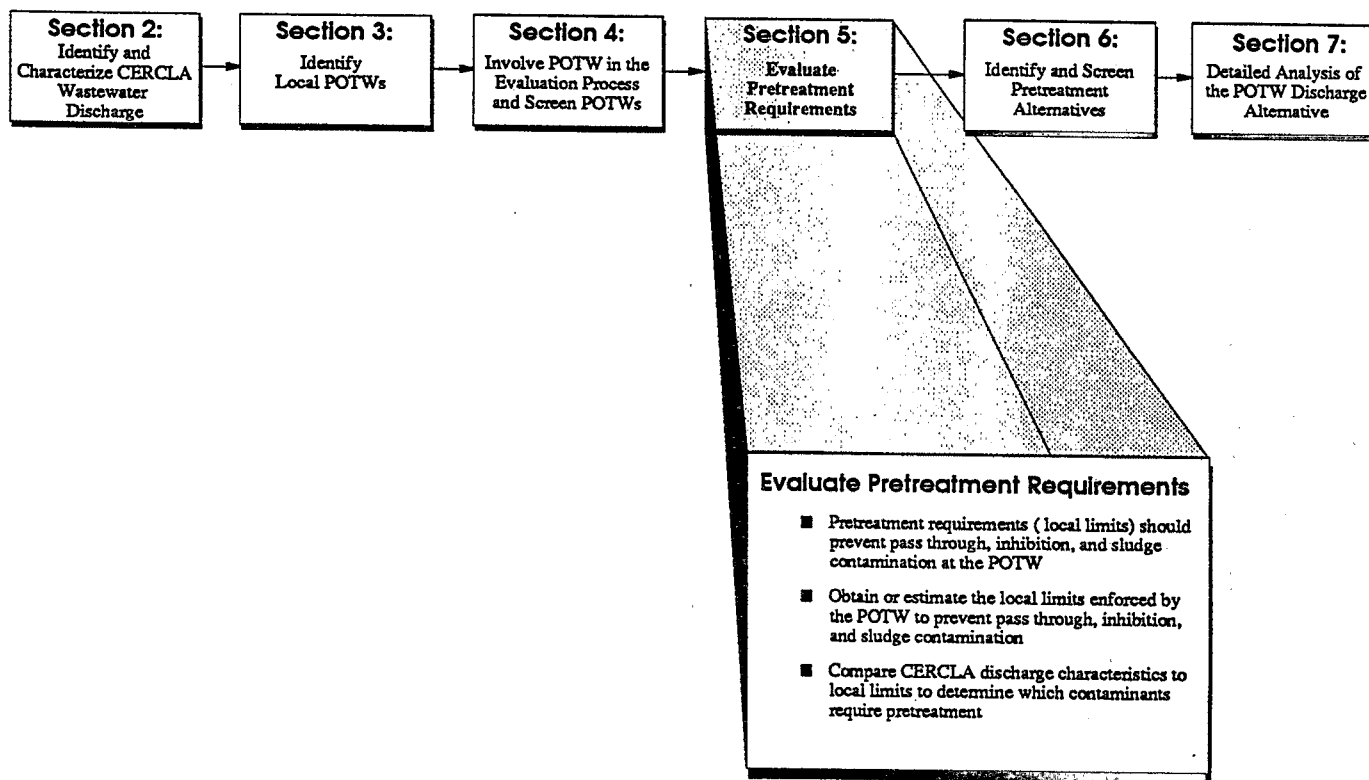 Section 2:
Identify and
Characterize CERCLA
Wastewater
Discharge
Section 3:
Identify
Local POTWs
Section 4:
Involve POTW in the
Evaluation Process
and Screen POTWs
Section 5:
Evaluate
Pretreatment
Requirements
Section 6:
Identify and Screen
Pretreatment
Alternatives
Section 7:
Detailed Analysis of
the POTW Discharge
Alternative
Evaluate Pretreatment Requirements
■ Pretreatment requirements ( local limits) should
prevent pass through, inhibition, and sludge
contamination at the POTW
■ Obtain or estimate the local limits enforced by
the POTW to prevent pass through, inhibition,
and sludge contamination
■ Compare CERCLA discharge characteristics to
local limits to determine which contaminants
require pretreatment